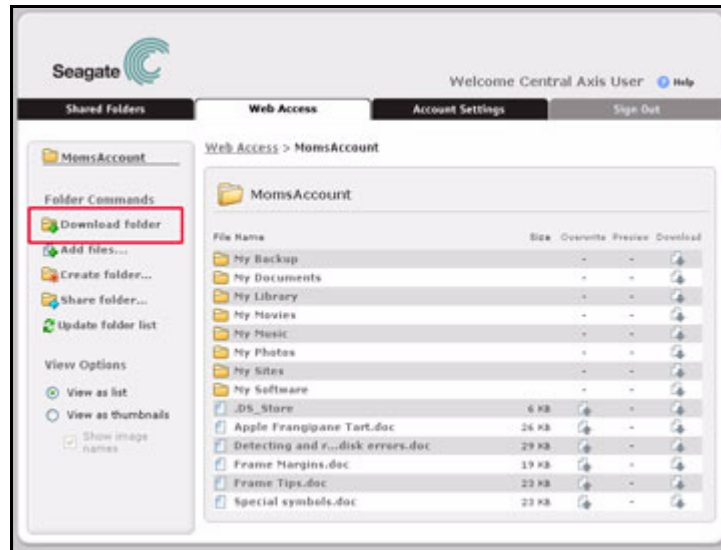 Seagate
Welcome Central Axis User Help
Shared Folders Web Access Account Settings Sign Out
MomsAccount
Web Access > MomsAccount
Folder Commands
Download folder
Add files...
Create folder...
Share folder...
Update folder list
View Options
View as list
View as thumbnails
Show image names
MomsAccount
File Name Size Overwrite Preview Download
My Backup - -
My Documents - -
My Library - -
My Movies - -
My Music - -
My Photos - -
My Sites - -
My Software - -
.DS_Store 6 KB -
Apple Frangipane Tart.doc 26 KB -
Detecting and r...disk errors.doc 29 KB -
Frame Margins.doc 19 KB -
Frame Tips.doc 23 KB -
Special symbols.doc 23 KB -